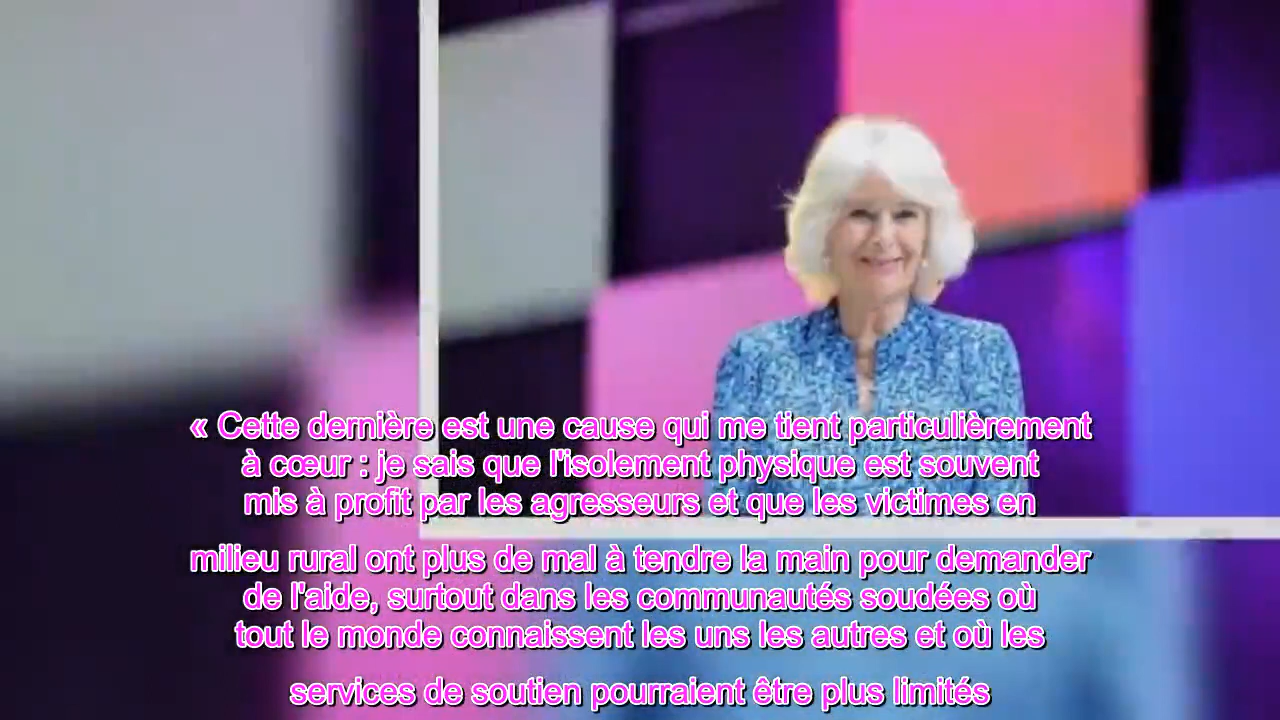 « Cette dernière est une cause qui me tient particulièrement
à cœur : je sais que l'isolement physique est souvent
mis à profit par les agresseurs et que les victimes en
milieu rural ont plus de mal à tendre la main pour demander
de l'aide, surtout dans les communautés soudées où
tout le monde connaissent les uns les autres et où les
services de soutien pourraient être plus limités